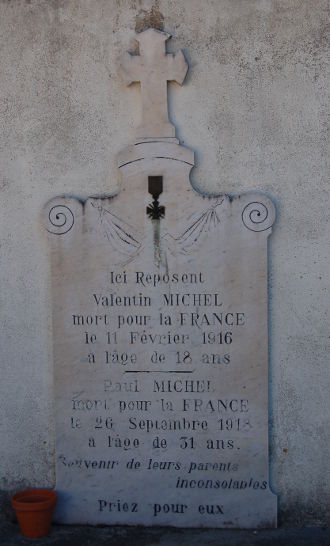 Ici Reposent
Valentin MICHEL
mort pour la FRANCE
le 11 Février 1916
à l'âge de 18 ans
Paul MICHEL
mort pour la FRANCE
le 26 Septembre 1918
à l'âge de 31 ans.
Souvenir de leurs parents
inconsolables
Priez pour eux